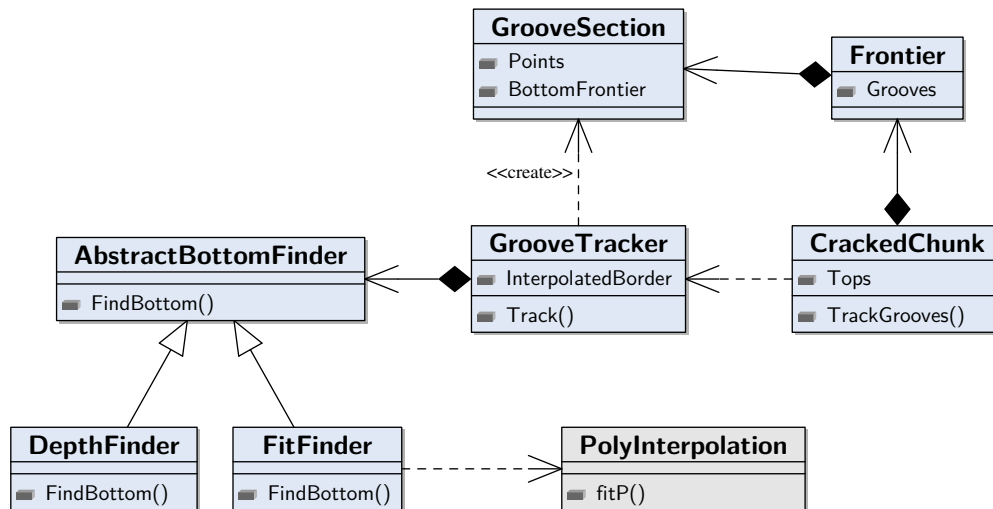 GrooveSection
Points
BottomFrontier
Frontier
Grooves
<<create>>
AbstractBottomFinder
FindBottom()
GrooveTracker
InterpolatedBorder
Track()
CrackedChunk
Tops
TrackGrooves()
DepthFinder
FindBottom()
FitFinder
FindBottom()
PolyInterpolation
fitP()